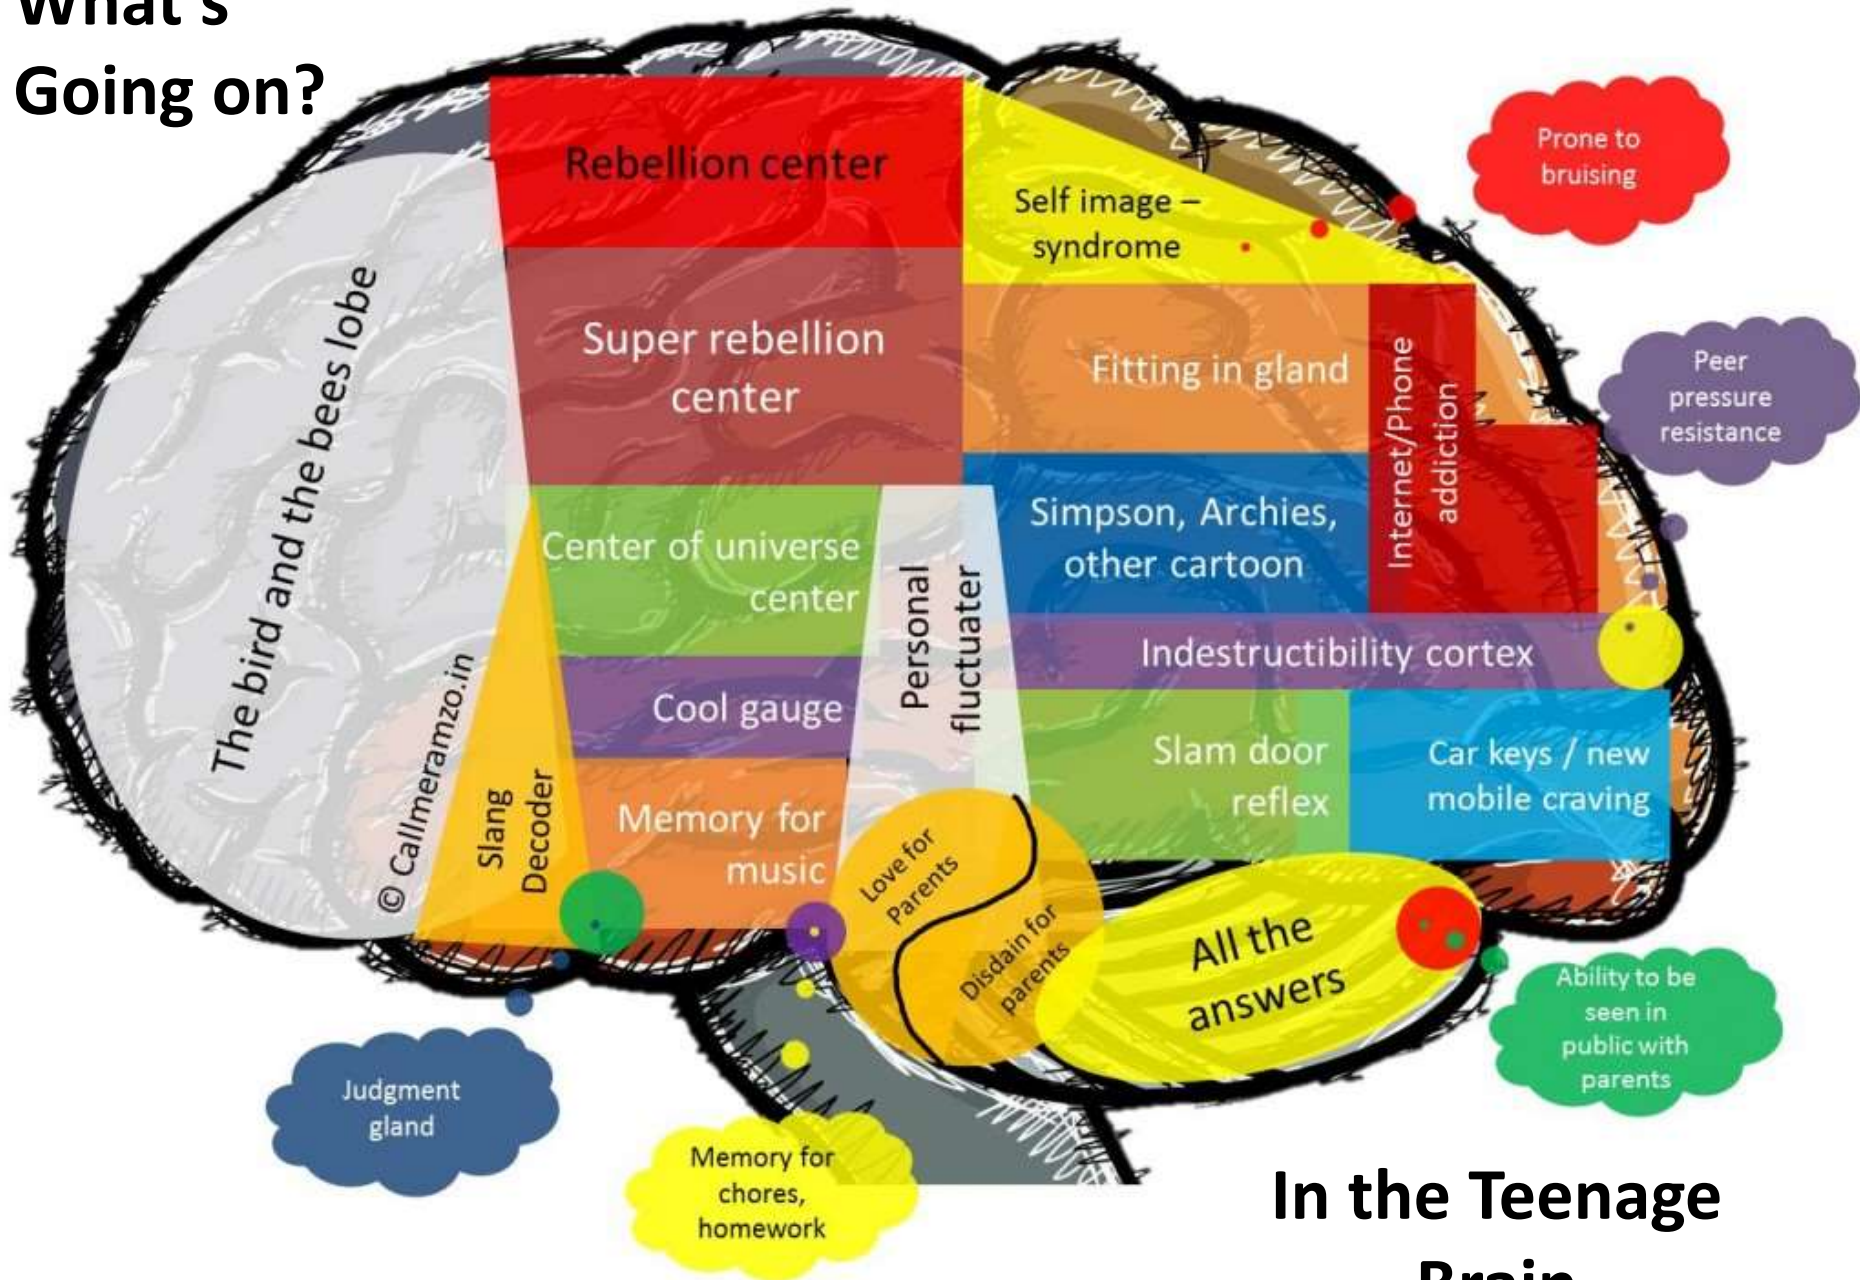 What's
Going on?
Rebellion center
Self image –
syndrome
Prone to
bruising
Super rebellion
center
Fitting in gland
Internet/Phone
addiction
Peer
pressure
resistance
The bird and the bees lobe
Center of universe
center
Personal
fluctuater
Simpson, Archies,
other cartoon
Indestructibility cortex
Cool gauge
Slam door
reflex
Car keys / new
mobile craving
© Callmeramzo.in
Slang
Decoder
Memory for
music
Love for
Parents
Disdain for
parents
All the
answers
Ability to be
seen in
public with
parents
Judgment
gland
Memory for
chores,
homework
In the Teenage
Brain